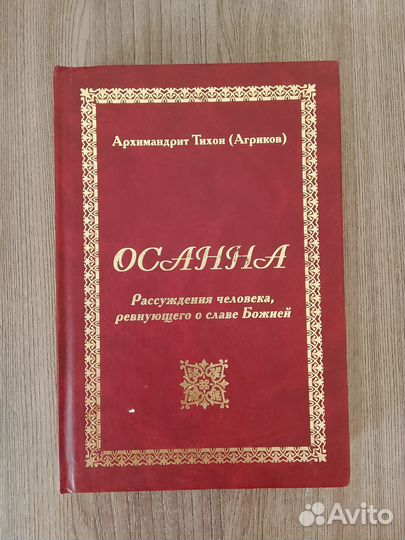 Архимандрит Тихон (Агриков)
ОСАННА
Рассуждения человека,
ревнующего о славе Божией
Avito